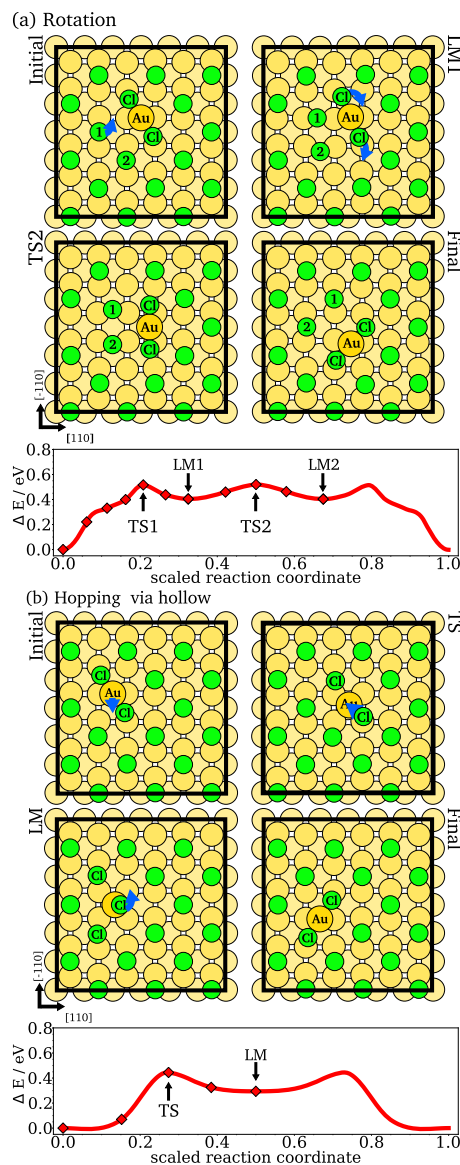 (a) Rotation
Initial
LM1
Cl
Au
1
Cl
2
Cl
1
Au
Cl
2
TS2
Final
1
Cl
Au
2
Cl
1
2
Cl
Au
Cl
[-110]
[110]
Δ E / eV
0.8
0.6
0.4
0.2
0.0
LM1
LM2
TS1
TS2
0.0 0.2 0.4 0.6 0.8 1.0
scaled reaction coordinate
(b) Hopping via hollow
Initial
TS
Cl
Au
Cl
Cl
Au
Cl
LM
Final
Cl
Cl
Cl
Cl
Au
Cl
[-110]
[110]
Δ E / eV
0.8
0.6
0.4
0.2
0.0
LM
TS
0.0 0.2 0.4 0.6 0.8 1.0
scaled reaction coordinate